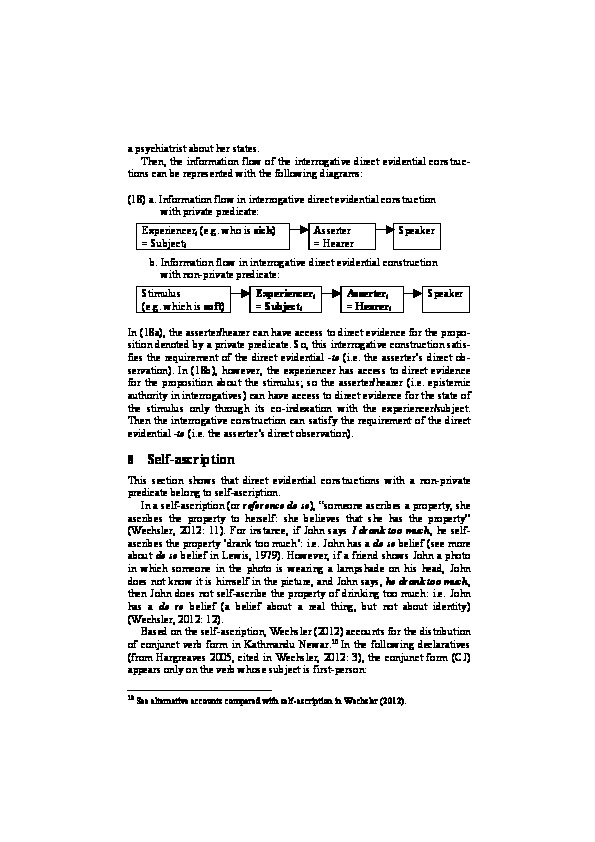 a psychiatrist about her states.
Then, the information flow of the interrogative direct evidential construc-
tions can be represented with the following diagrams:
(18) a. Information flow in interrogative direct evidential construction
with private predicate:
Experiencerᵢ (e.g. who is sick)
= Subjectᵢ
Asserter
= Hearer
Speaker
b. Information flow in interrogative direct evidential construction
with non-private predicate:
Stimulus
(e.g. which is soft)
Experiencerᵢ
= Subjectᵢ
Asserterᵢ
= Hearerᵢ
Speaker
In (18a), the asserter/hearer can have access to direct evidence for the propo-
sition denoted by a private predicate. So, this interrogative construction satis-
fies the requirement of the direct evidential -te (i.e. the asserter's direct ob-
servation). In (18b), however, the experiencer has access to direct evidence
for the proposition about the stimulus; so the asserter/hearer (i.e. epistemic
authority in interrogatives) can have access to direct evidence for the state of
the stimulus only through its co-indexation with the experiencer/subject.
Then the interrogative construction can satisfy the requirement of the direct
evidential -te (i.e. the asserter's direct observation).
8 Self-ascription
This section shows that direct evidential constructions with a non-private
predicate belong to self-ascription.
In a self-ascription (or reference de se), "someone ascribes a property, she
ascribes the property to herself: she believes that she has the property"
(Wechsler, 2012: 11). For instance, if John says I drank too much, he self-
ascribes the property 'drank too much': i.e. John has a de se belief (see more
about de se belief in Lewis, 1979). However, if a friend shows John a photo
in which someone in the photo is wearing a lampshade on his head, John
does not know it is himself in the picture, and John says, he drank too much,
then John does not self-ascribe the property of drinking too much: i.e. John
has a de re belief (a belief about a real thing, but not about identity)
(Wechsler, 2012: 12).
Based on the self-ascription, Wechsler (2012) accounts for the distribution
of conjunct verb form in Kathmandu Newar.¹⁰ In the following declaratives
(from Hargreaves 2005, cited in Wechsler, 2012: 3), the conjunct form (CJ)
appears only on the verb whose subject is first-person:
¹⁰ See alternative accounts compared with self-ascription in Wechsler (2012).